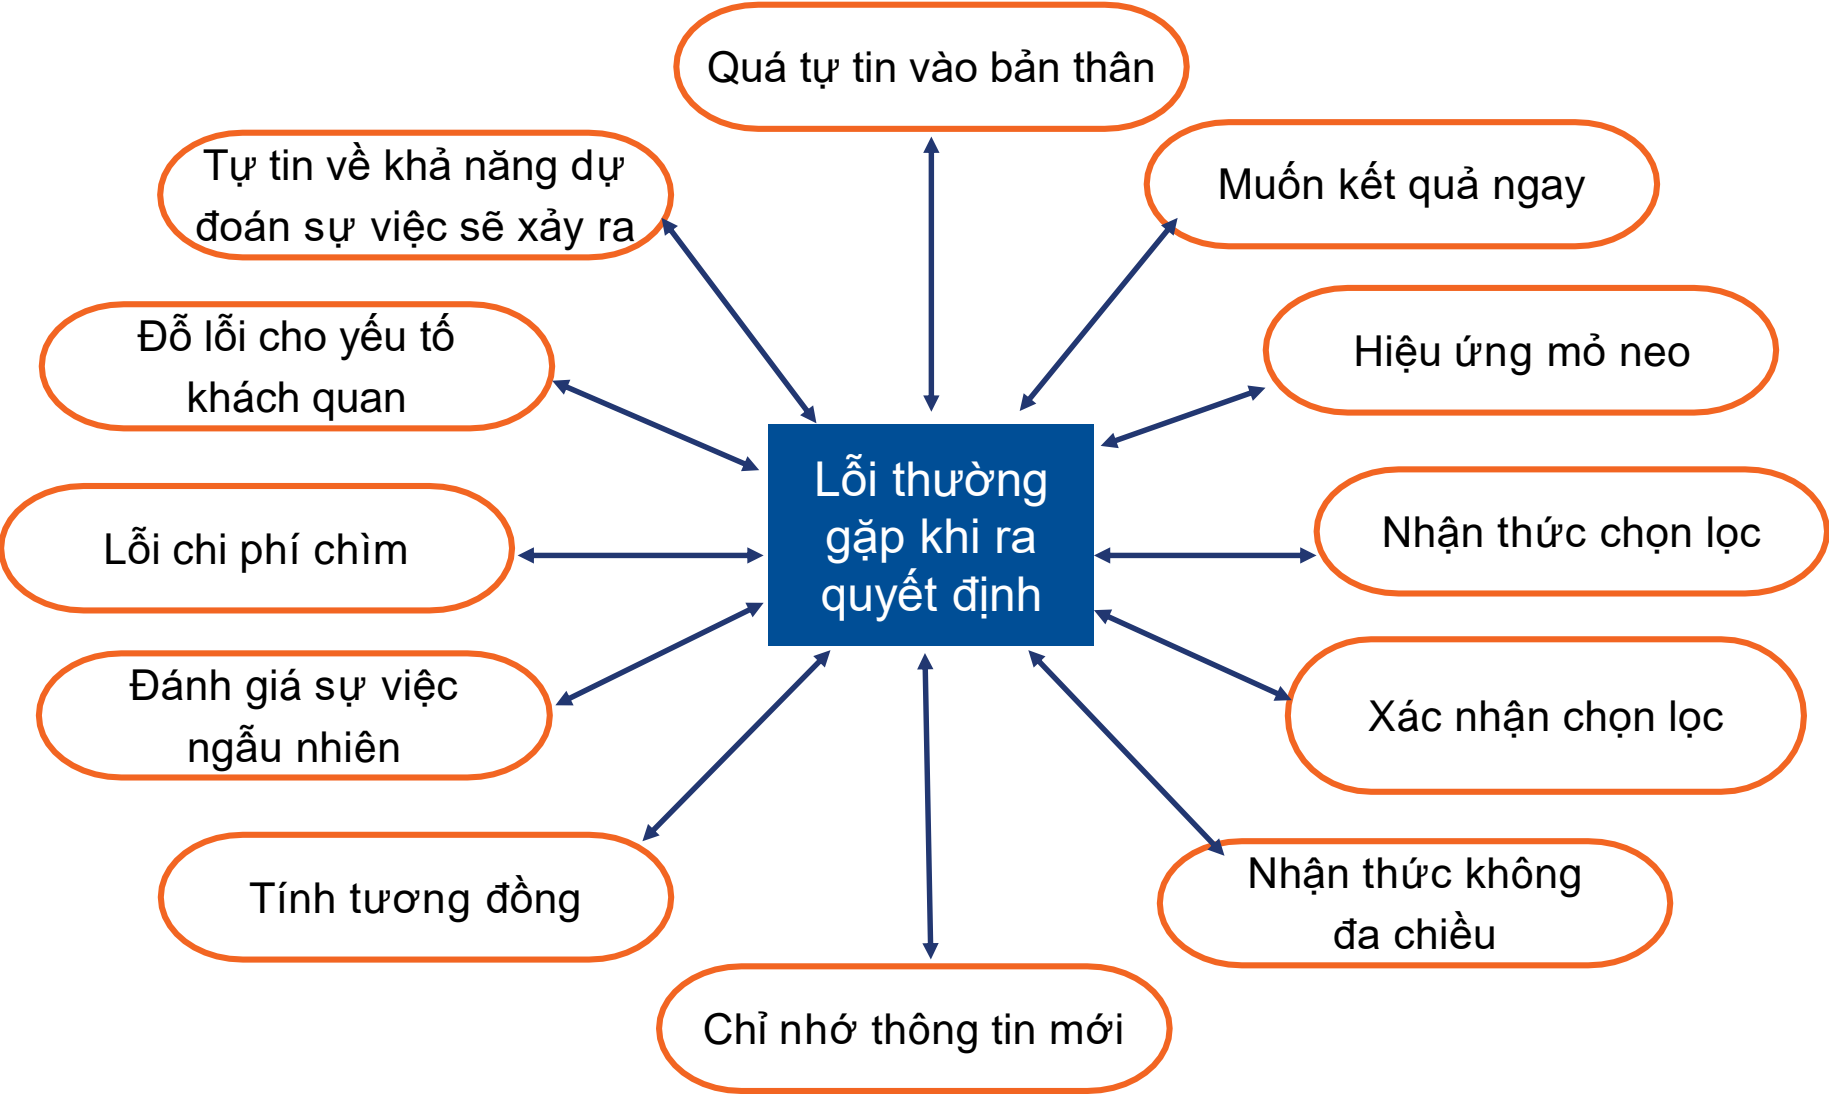 Quá tự tin vào bản thân
Tự tin về khả năng dự
đoán sự việc sẽ xảy ra
Muốn kết quả ngay
Đỗ lỗi cho yếu tố
khách quan
Hiệu ứng mỏ neo
Lỗi thường
gặp khi ra
quyết định
Lỗi chi phí chìm
Nhận thức chọn lọc
Đánh giá sự việc
ngẫu nhiên
Xác nhận chọn lọc
Tính tương đồng
Nhận thức không
đa chiều
Chỉ nhớ thông tin mới